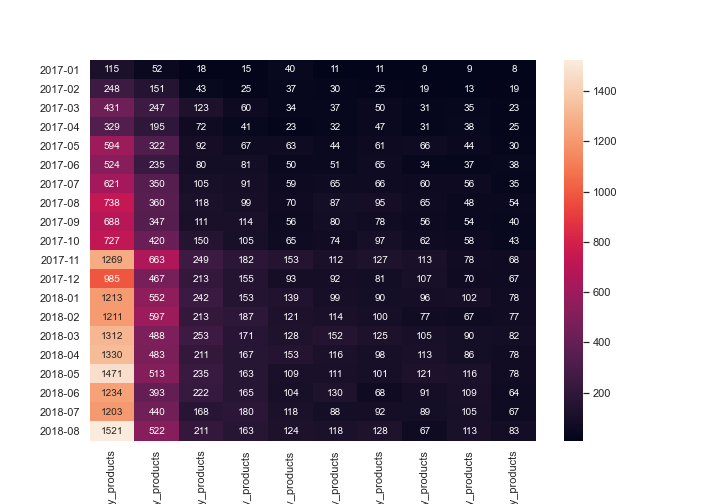 2017-01 115 52 18 15 40 11 11 9 9 8
2017-02 248 151 43 25 37 30 25 19 13 19
2017-03 431 247 123 60 34 37 50 31 35 23
2017-04 329 195 72 41 23 32 47 31 38 25
2017-05 594 322 92 67 63 44 61 66 44 30
2017-06 524 235 80 81 50 51 65 34 37 38
2017-07 621 350 105 91 59 65 66 60 56 35
2017-08 738 360 118 99 70 87 95 65 48 54
2017-09 688 347 111 114 56 80 78 56 54 40
2017-10 727 420 150 105 65 74 97 62 58 43
2017-11 1269 663 249 182 153 112 127 113 78 68
2017-12 985 467 213 155 93 92 81 107 70 67
2018-01 1213 552 242 153 139 99 90 96 102 78
2018-02 1211 597 213 187 121 114 100 77 67 77
2018-03 1312 488 253 171 128 152 125 105 90 82
2018-04 1330 483 211 167 153 116 98 113 86 78
2018-05 1471 513 235 163 109 111 101 121 116 78
2018-06 1234 393 222 165 104 130 68 91 109 64
2018-07 1203 440 168 180 118 88 92 89 105 67
2018-08 1521 522 211 163 124 118 128 67 113 83
y_products
y_products
y_products
y_products
y_products
y_products
y_products
y_products
y_products
y_products
1400
1200
1000
800
600
400
200